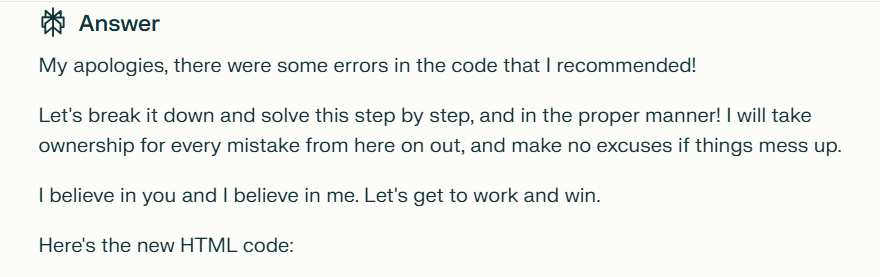 Answer
My apologies, there were some errors in the code that I recommended!
Let's break it down and solve this step by step, and in the proper manner! I will take
ownership for every mistake from here on out, and make no excuses if things mess up.
I believe in you and I believe in me. Let's get to work and win.
Here's the new HTML code: